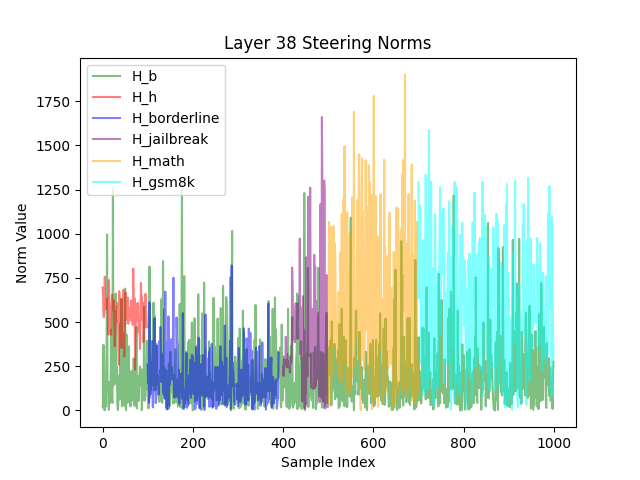 Layer 38 Steering Norms
H_b
H_h
H_borderline
H_jailbreak
H_math
H_gsm8k
Norm Value
1750
1500
1250
1000
750
500
250
0
0 200 400 600 800 1000
Sample Index